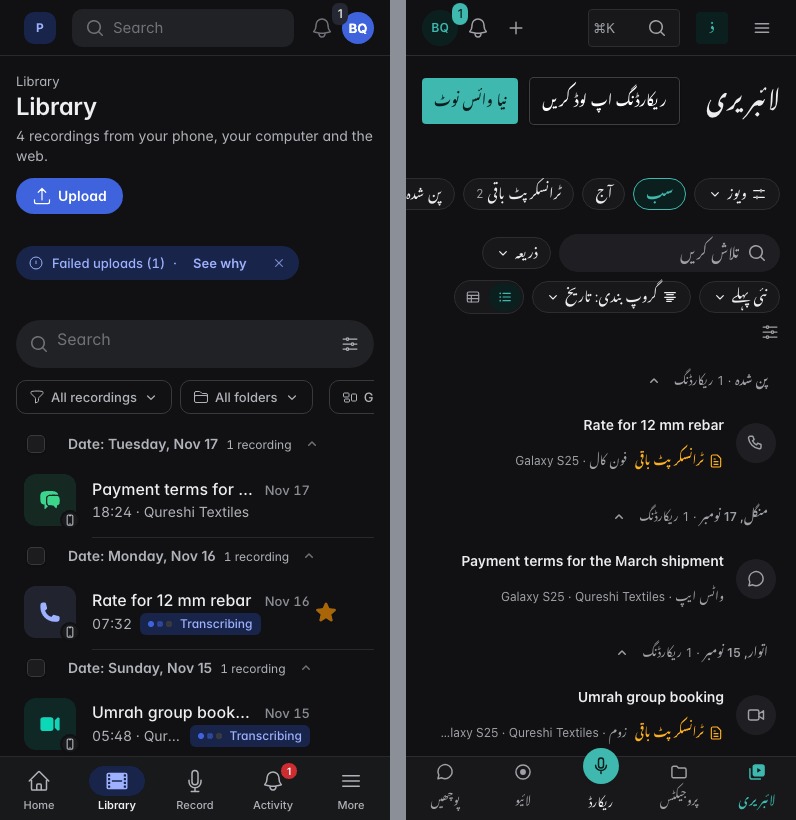 P
Search
1
BQ
Library
Library
4 recordings from your phone, your computer and the
web.
Upload
Failed uploads (1) · See why
Search
All recordings
All folders
G
Date: Tuesday, Nov 17 1 recording
Payment terms for ... Nov 17
18:24 · Qureshi Textiles
Date: Monday, Nov 16 1 recording
Rate for 12 mm rebar Nov 16
07:32 Transcribing
Date: Sunday, Nov 15 1 recording
Umrah group book... Nov 15
05:48 · Qur... Transcribing
Home
Library
Record
1
Activity
More
ذ
⌘K
1
BQ
لائبریری
ریکارڈنگ اپ لوڈ کریں
نیا وائس نوٹ
ویوز
سب
آج
ٹرانسکرپٹ باقی 2
پن شدہ
تلاش کریں
ذریعہ
نئی پہلے
گروپ بندی: تاریخ
پن شدہ · 1 ریکارڈنگ
Rate for 12 mm rebar
ٹرانسکرپٹ باقی فون کال · Galaxy S25
منگل, 17 نومبر · 1 ریکارڈنگ
Payment terms for the March shipment
واٹس ایپ · Galaxy S25 · Qureshi Textiles
اتوار, 15 نومبر · 1 ریکارڈنگ
Umrah group booking
ٹرانسکرپٹ باقی زوم · ...laxy S25 · Qureshi Textiles
لائبریری
پروجیکٹس
ریکارڈ
لائیو
پوچھیں